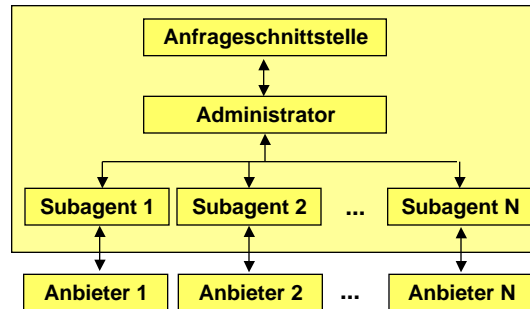 Anfrageschnittstelle
Administrator
Subagent 1 Subagent 2 ... Subagent N
Anbieter 1 Anbieter 2 ... Anbieter N